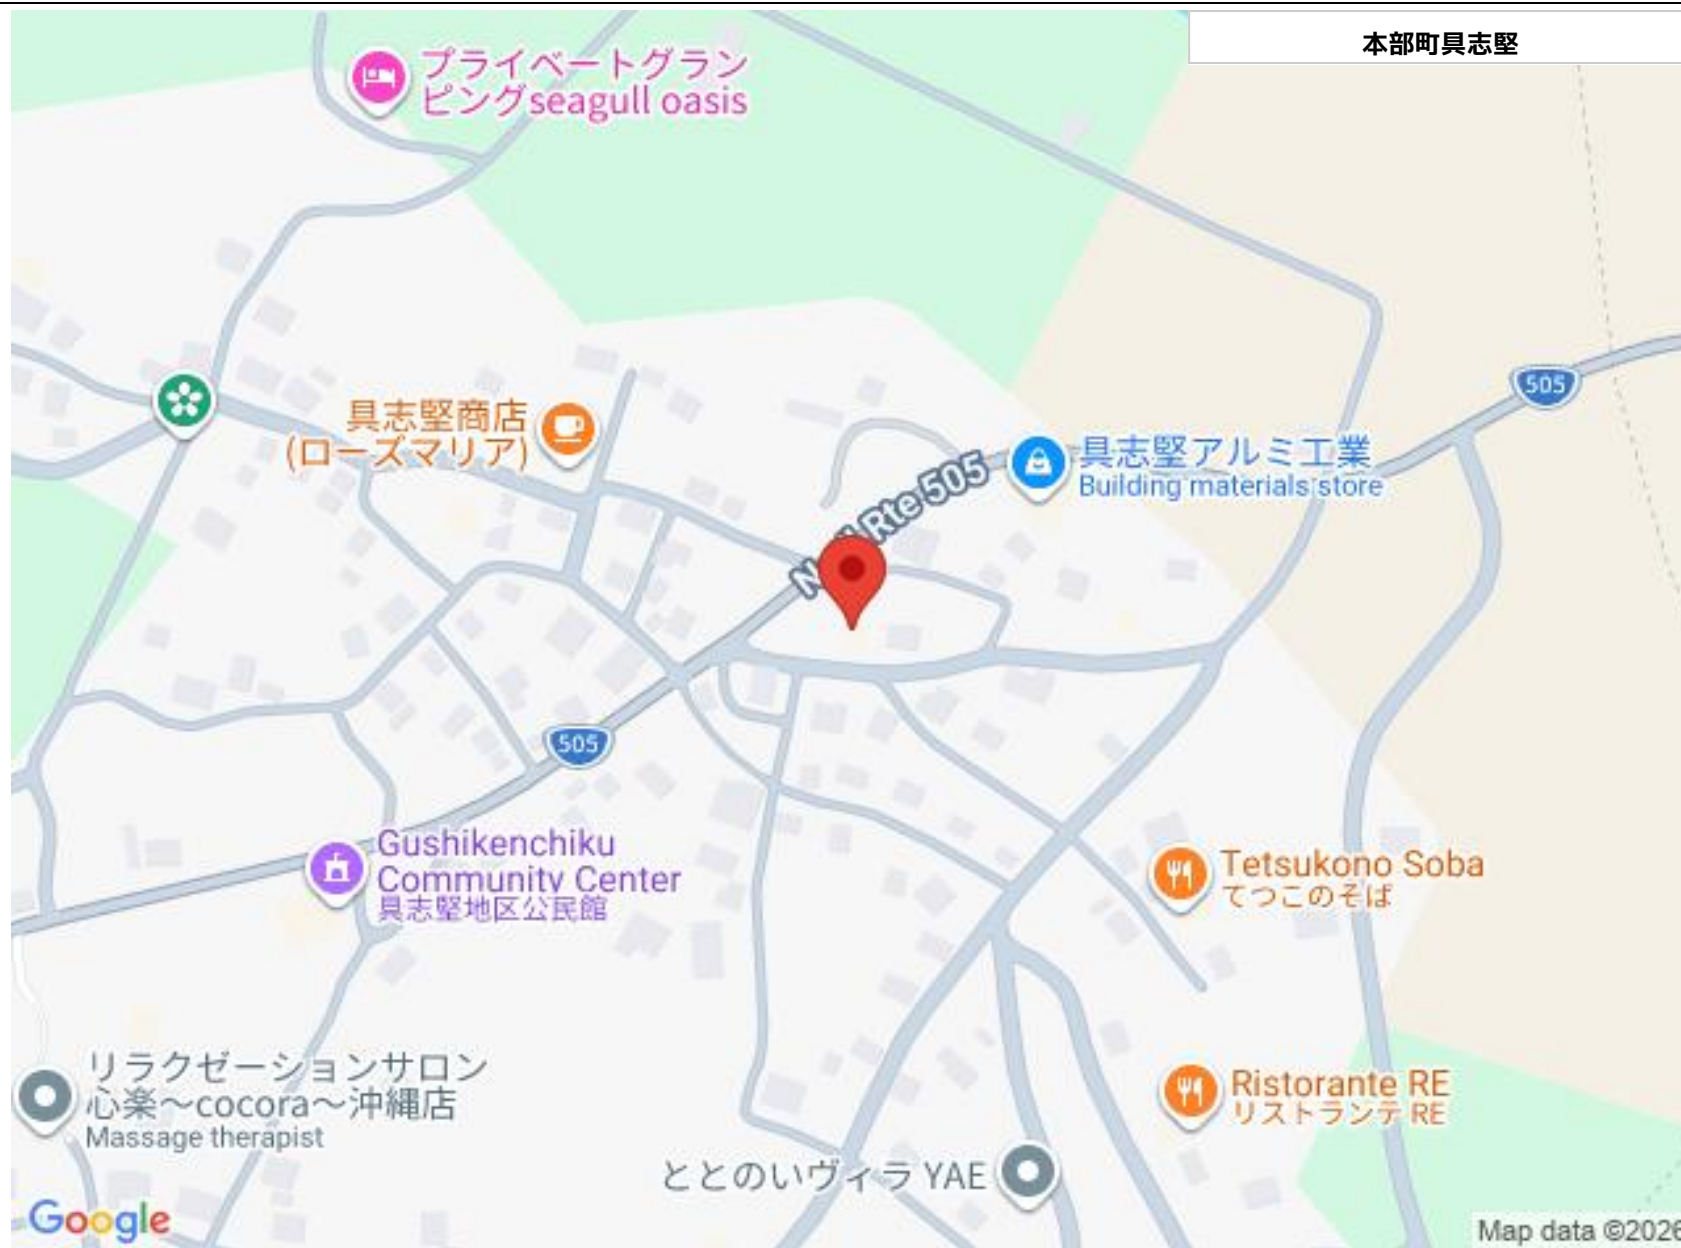 本部町具志堅
プライベートグラン
ピングseagull oasis
505
具志堅商店
(ローズマリア)
具志堅アルミ工業
Building materials store
Rte 505
505
Gushikenchiku
Community Center
具志堅地区公民館
Tetsukono Soba
てつこのそば
リラクゼーションサロン
心楽〜cocora〜沖縄店
Massage therapist
Ristorante RE
リストランテ RE
ととのいヴィラ YAE
Google
Map data ©2026